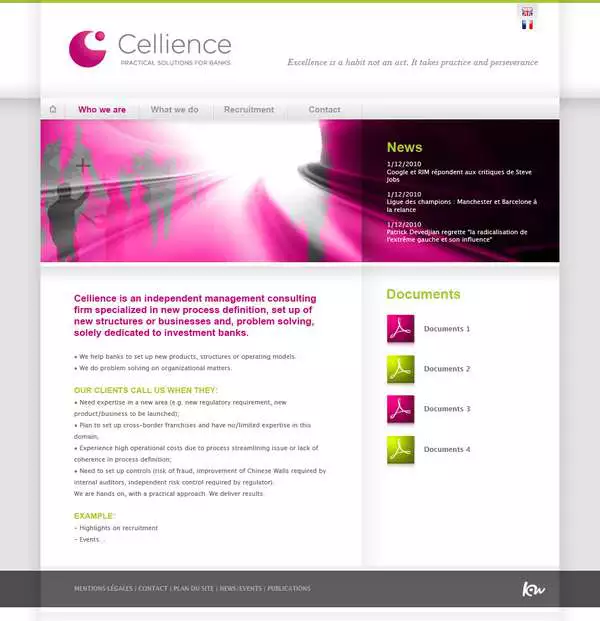 Cellience
PRACTICAL SOLUTIONS FOR BANKS
Excellence is a habit not an act. It takes practice and perseverance
Who we are
What we do
Recruitment
Contact
News
1/12/2010
Google et RIM répondent aux critiques de Steve
Jobs
1/12/2010
Ligue des champions : Manchester et Barcelone à
la relance
1/12/2010
Patrick Devedjian regrette "la radicalisation de
l'extrême gauche et son influence"
Cellience is an independent management consulting
firm specialized in new process definition, set up of
new structures or businesses and, problem solving,
solely dedicated to investment banks.
• We help banks to set up new products, structures or operating models.
• We do problem solving on organizational matters.
OUR CLIENTS CALL US WHEN THEY:
• Need expertise in a new area (e.g. new regulatory requirement, new
product/business to be launched);
• Plan to set up cross-border franchises and have no/limited expertise in this
domain;
• Experience high operational costs due to process streamlining issue or lack of
coherence in process definition;
• Need to set up controls (risk of fraud, improvement of Chinese Walls required by
internal auditors, independent risk control required by regulator).
We are hands on, with a practical approach. We deliver results.
EXAMPLE:
- Highlights on recruitment
- Events...
Documents
Documents 1
Documents 2
Documents 3
Documents 4
MENTIONS LÉGALES | CONTACT | PLAN DU SITE | NEWS/EVENTS | PUBLICATIONS